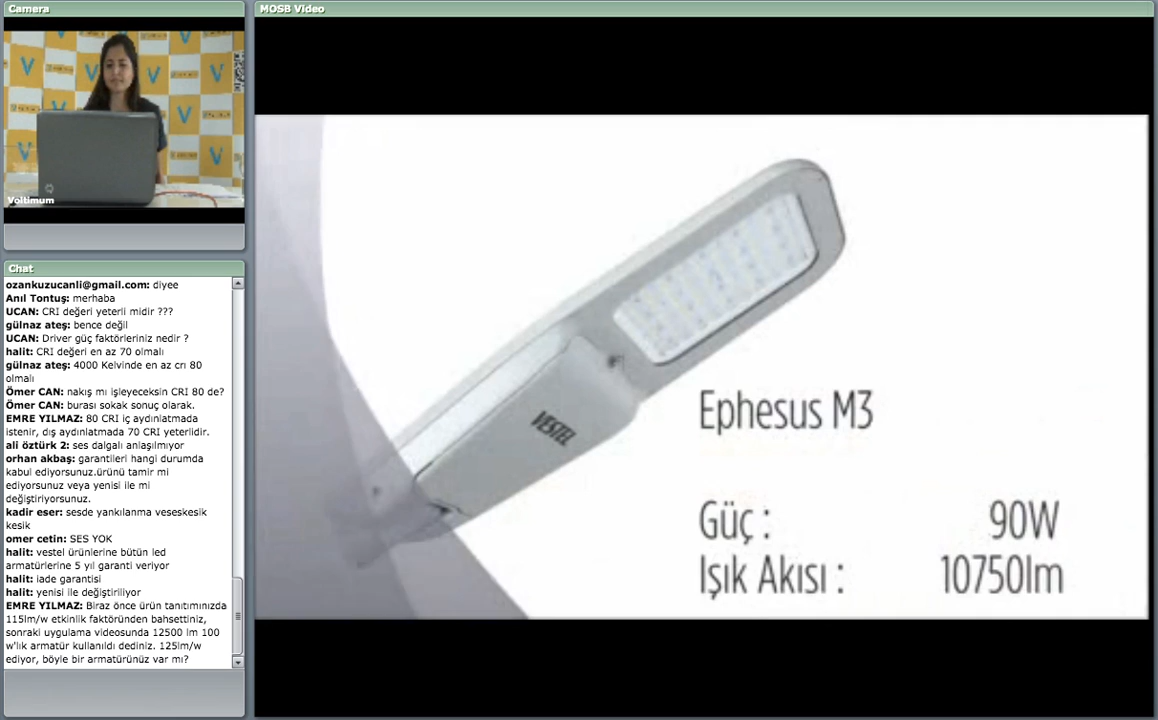 Camera
Voltimum
Chat
ozankuzucanli@gmail.com: diyee
Anıl Tontuş: merhaba
UCAN: CRI değeri yeterli midir ???
gülnaz ateş: bence değil
UCAN: Driver güç faktörleriniz nedir ?
halit: CRI değeri en az 70 olmalı
gülnaz ateş: 4000 Kelvinde en az crı 80
olmalı
Ömer CAN: nakış mı işleyeceksin CRI 80 de?
Ömer CAN: burası sokak sonuç olarak.
EMRE YILMAZ: 80 CRI iç aydınlatmada
istenir, dış aydınlatmada 70 CRI yeterlidir.
ali öztürk 2: ses dalgalı anlaşılmıyor
orhan akbaş: garantileri hangi durumda
kabul ediyorsunuz.ürünü tamir mi
ediyorsunuz veya yenisi ile mi
değiştiriyorsunuz.
kadir eser: sesde yankılanma veseskesik
kesik
omer cetin: SES YOK
halit: vestel ürünlerine bütün led
armatürlerine 5 yıl garanti veriyor
halit: iade garantisi
halit: yenisi ile değiştiriliyor
EMRE YILMAZ: Biraz önce ürün tanıtımınızda
115lm/w etkinlik faktöründen bahsettiniz,
sonraki uygulama videosunda 12500 lm 100
w'lık armatür kullanıldı dediniz. 125lm/w
ediyor, böyle bir armatürünüz var mı?
MOSB Video
VESTEL
Ephesus M3
Güç : 90W
Işık Akısı : 10750lm